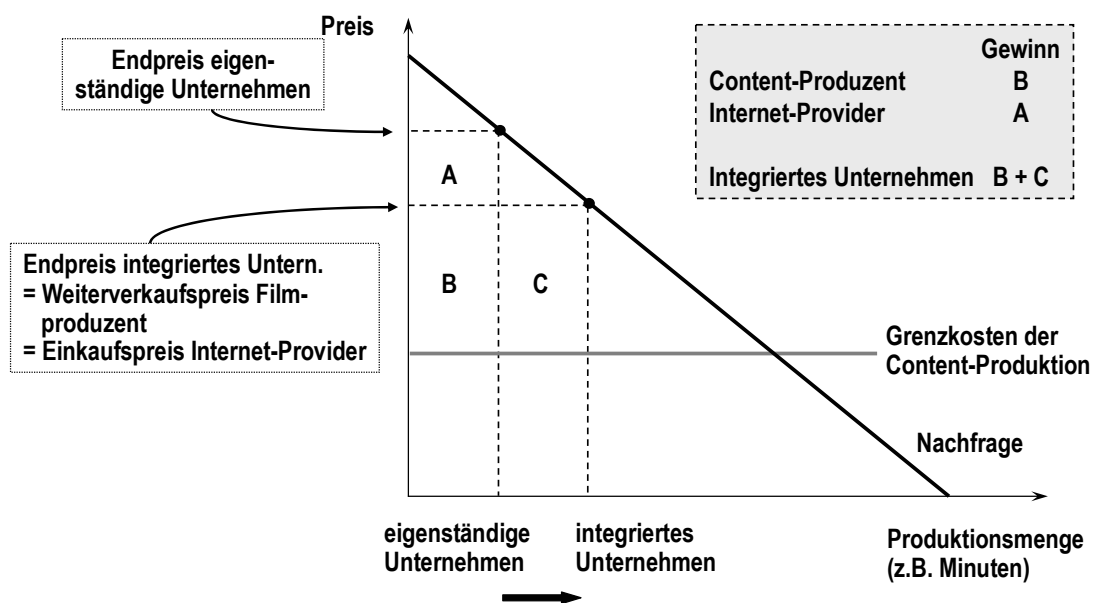 Preis
Endpreis eigen-
ständige Unternehmen
Gewinn
Content-Produzent B
Internet-Provider A
Integriertes Unternehmen B + C
A
Endpreis integriertes Untern.
= Weiterverkaufspreis Film-
produzent
= Einkaufspreis Internet-Provider
B C
Grenzkosten der
Content-Produktion
Nachfrage
eigenständige
Unternehmen
integriertes
Unternehmen
Produktionsmenge
(z.B. Minuten)